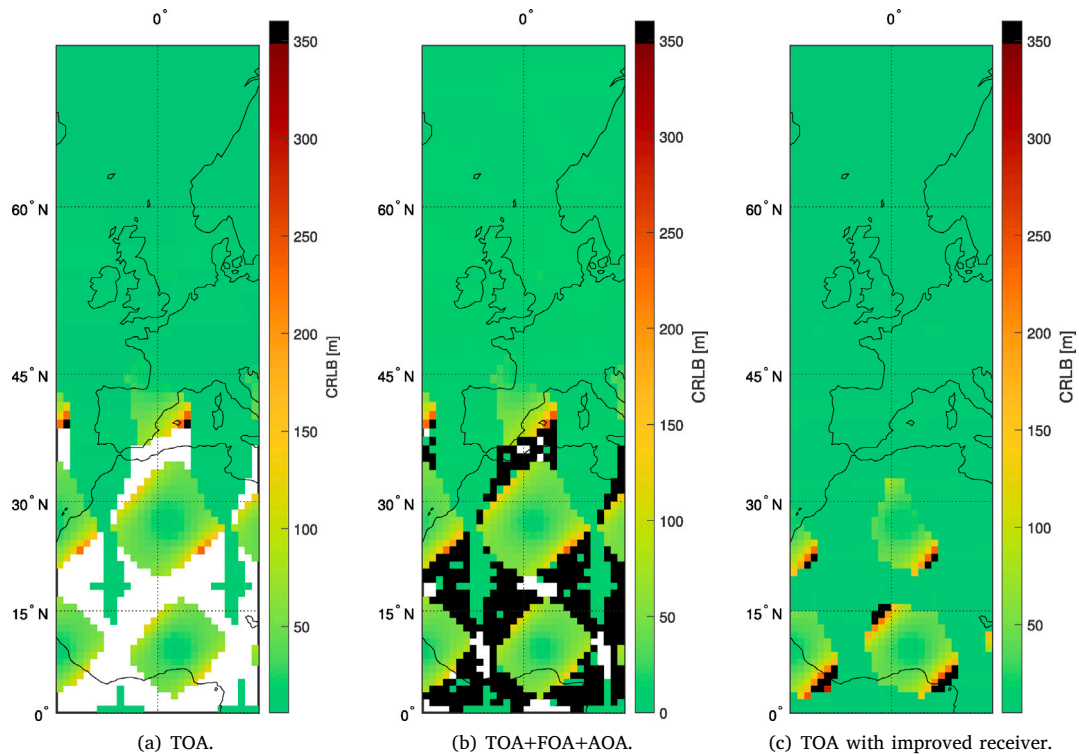 0° 0° 0°
350 350 350
300 300 300
60° N 60° N 60° N
250 250 250
200 200 200
CRLB [m] CRLB [m] CRLB [m]
45° N 45° N 45° N
150 150 150
30° N 30° N 30° N
100 100 100
15° N 15° N 15° N
50 50 50
0° 0° 0 0°
(a) TOA. (b) TOA+FOA+AOA. (c) TOA with improved receiver.